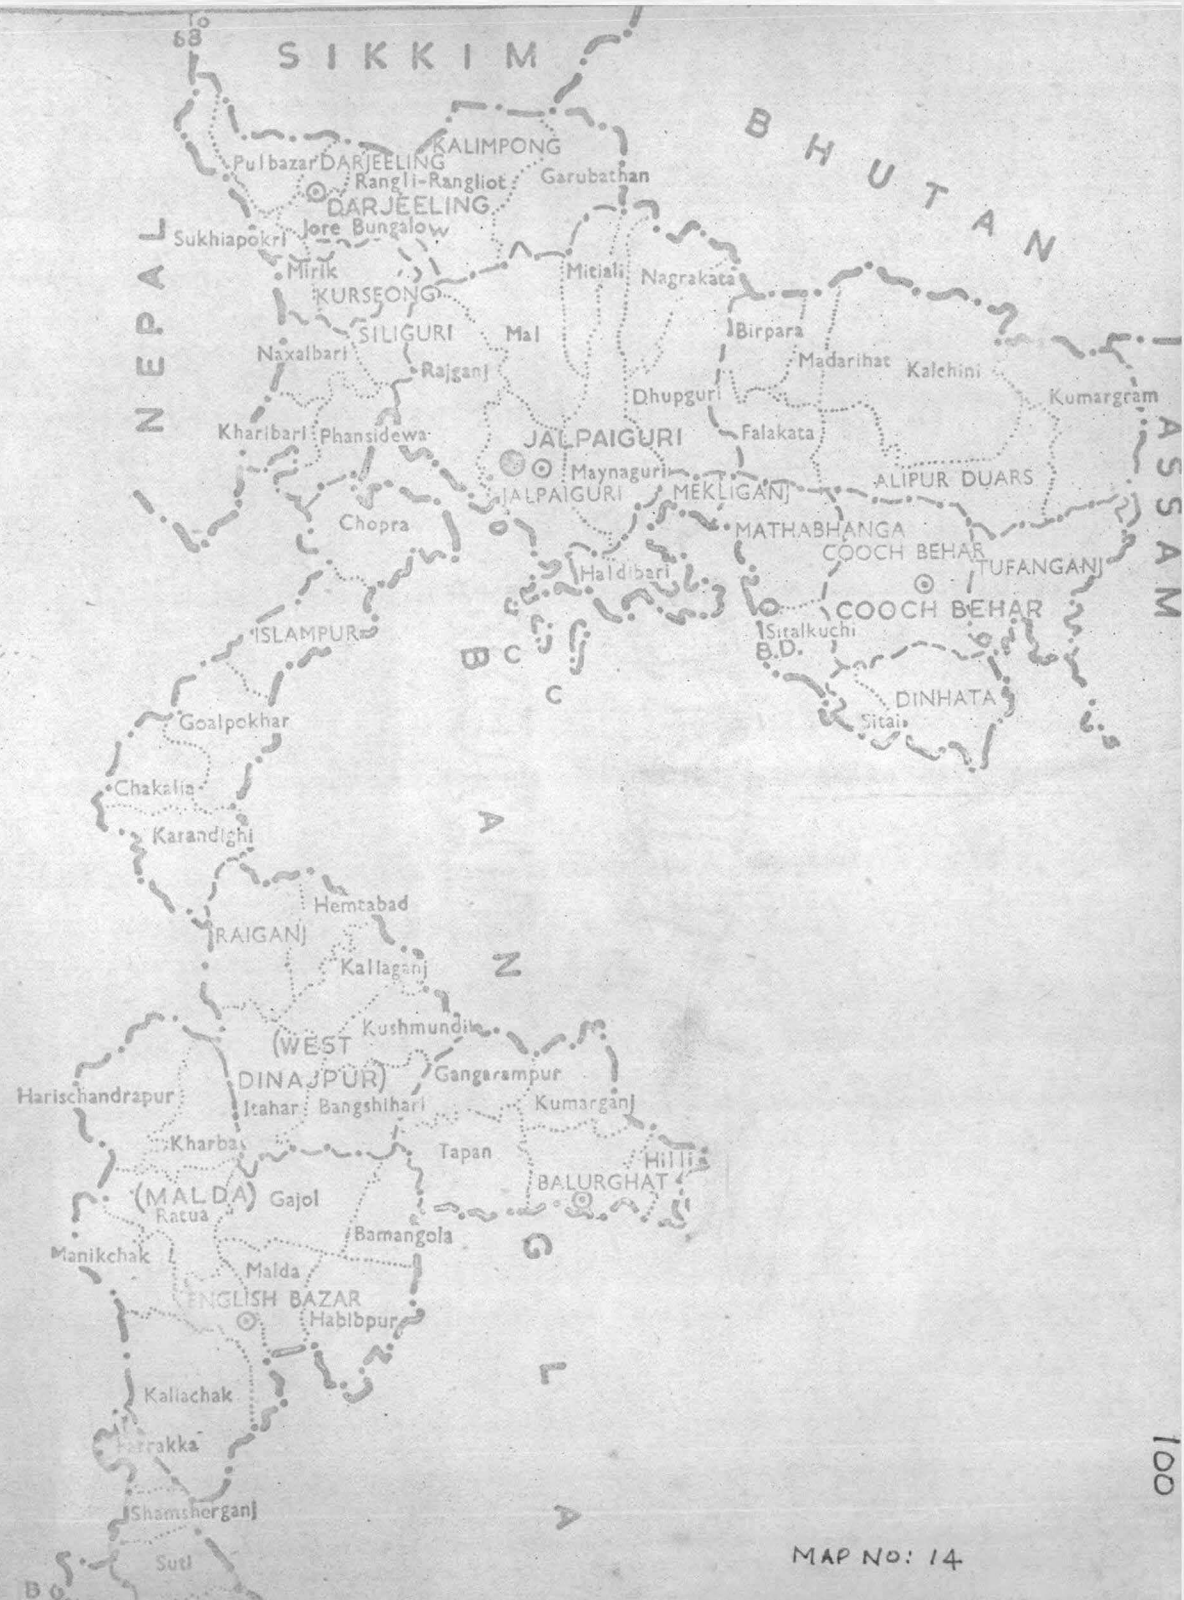 SIKKIM
BHUTAN
KALIMPONG
Pulbazar DARJEELING
Rangli-Rangliot
Garubathan
DARJEELING
Jore Bungalow
Sukhiapokri
NEPAL
Mirik
Mitiali
Nagrakata
KURSEONG
SILIGURI
Mal
Birpara
Naxalbari
Rajganj
Madarihat
Kalchini
Dhupguri
Kumargram
ASSAM
Kharibari
Phansidewa
JALPAIGURI
Falakata
Maynaguri
ALIPUR DUARS
JALPAIGURI
MEKLIGANJ
Chopra
MATHABHANGA
COOCH BEHAR
TUFANGANJ
Haldibari
COOCH BEHAR
ISLAMPUR
Sitalkuchi
B.D.
B
C
C
DINHATA
Sitai
Goalpokhar
Chakalia
A
Karandighi
Hemtabad
RAIGANJ
Kaliaganj
N
Kushmundi
(WEST
DINAJPUR)
Gangarampur
Harischandrapur
Itahar
Bangshihari
Kumarganj
Kharba
Tapan
Hilli
BALURGHAT
(MALDA)
Gajol
Ratua
Bamangola
Manikchak
G
Malda
ENGLISH BAZAR
Habibpur
L
Kaliachak
Farrakka
100
Shamsherganj
A
Suti
MAP NO: 14